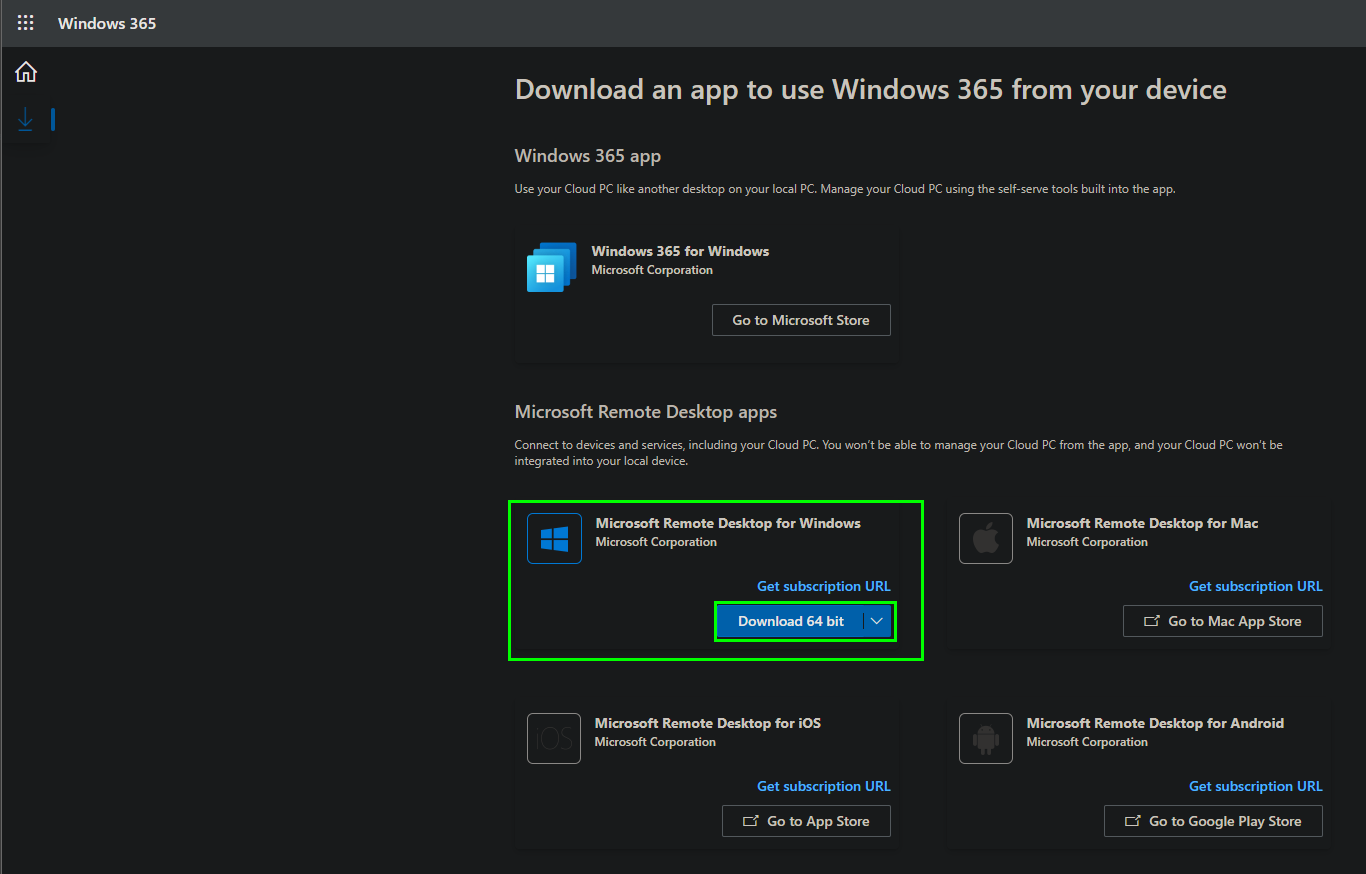 Windows 365
Download an app to use Windows 365 from your device
Windows 365 app
Use your Cloud PC like another desktop on your local PC. Manage your Cloud PC using the self-serve tools built into the app.
Windows 365 for Windows
Microsoft Corporation
Go to Microsoft Store
Microsoft Remote Desktop apps
Connect to devices and services, including your Cloud PC. You won't be able to manage your Cloud PC from the app, and your Cloud PC won't be
integrated into your local device.
Microsoft Remote Desktop for Windows
Microsoft Corporation
Get subscription URL
Download 64 bit
Microsoft Remote Desktop for Mac
Microsoft Corporation
Get subscription URL
Go to Mac App Store
iOS
Microsoft Remote Desktop for iOS
Microsoft Corporation
Get subscription URL
Go to App Store
Microsoft Remote Desktop for Android
Microsoft Corporation
Get subscription URL
Go to Google Play Store